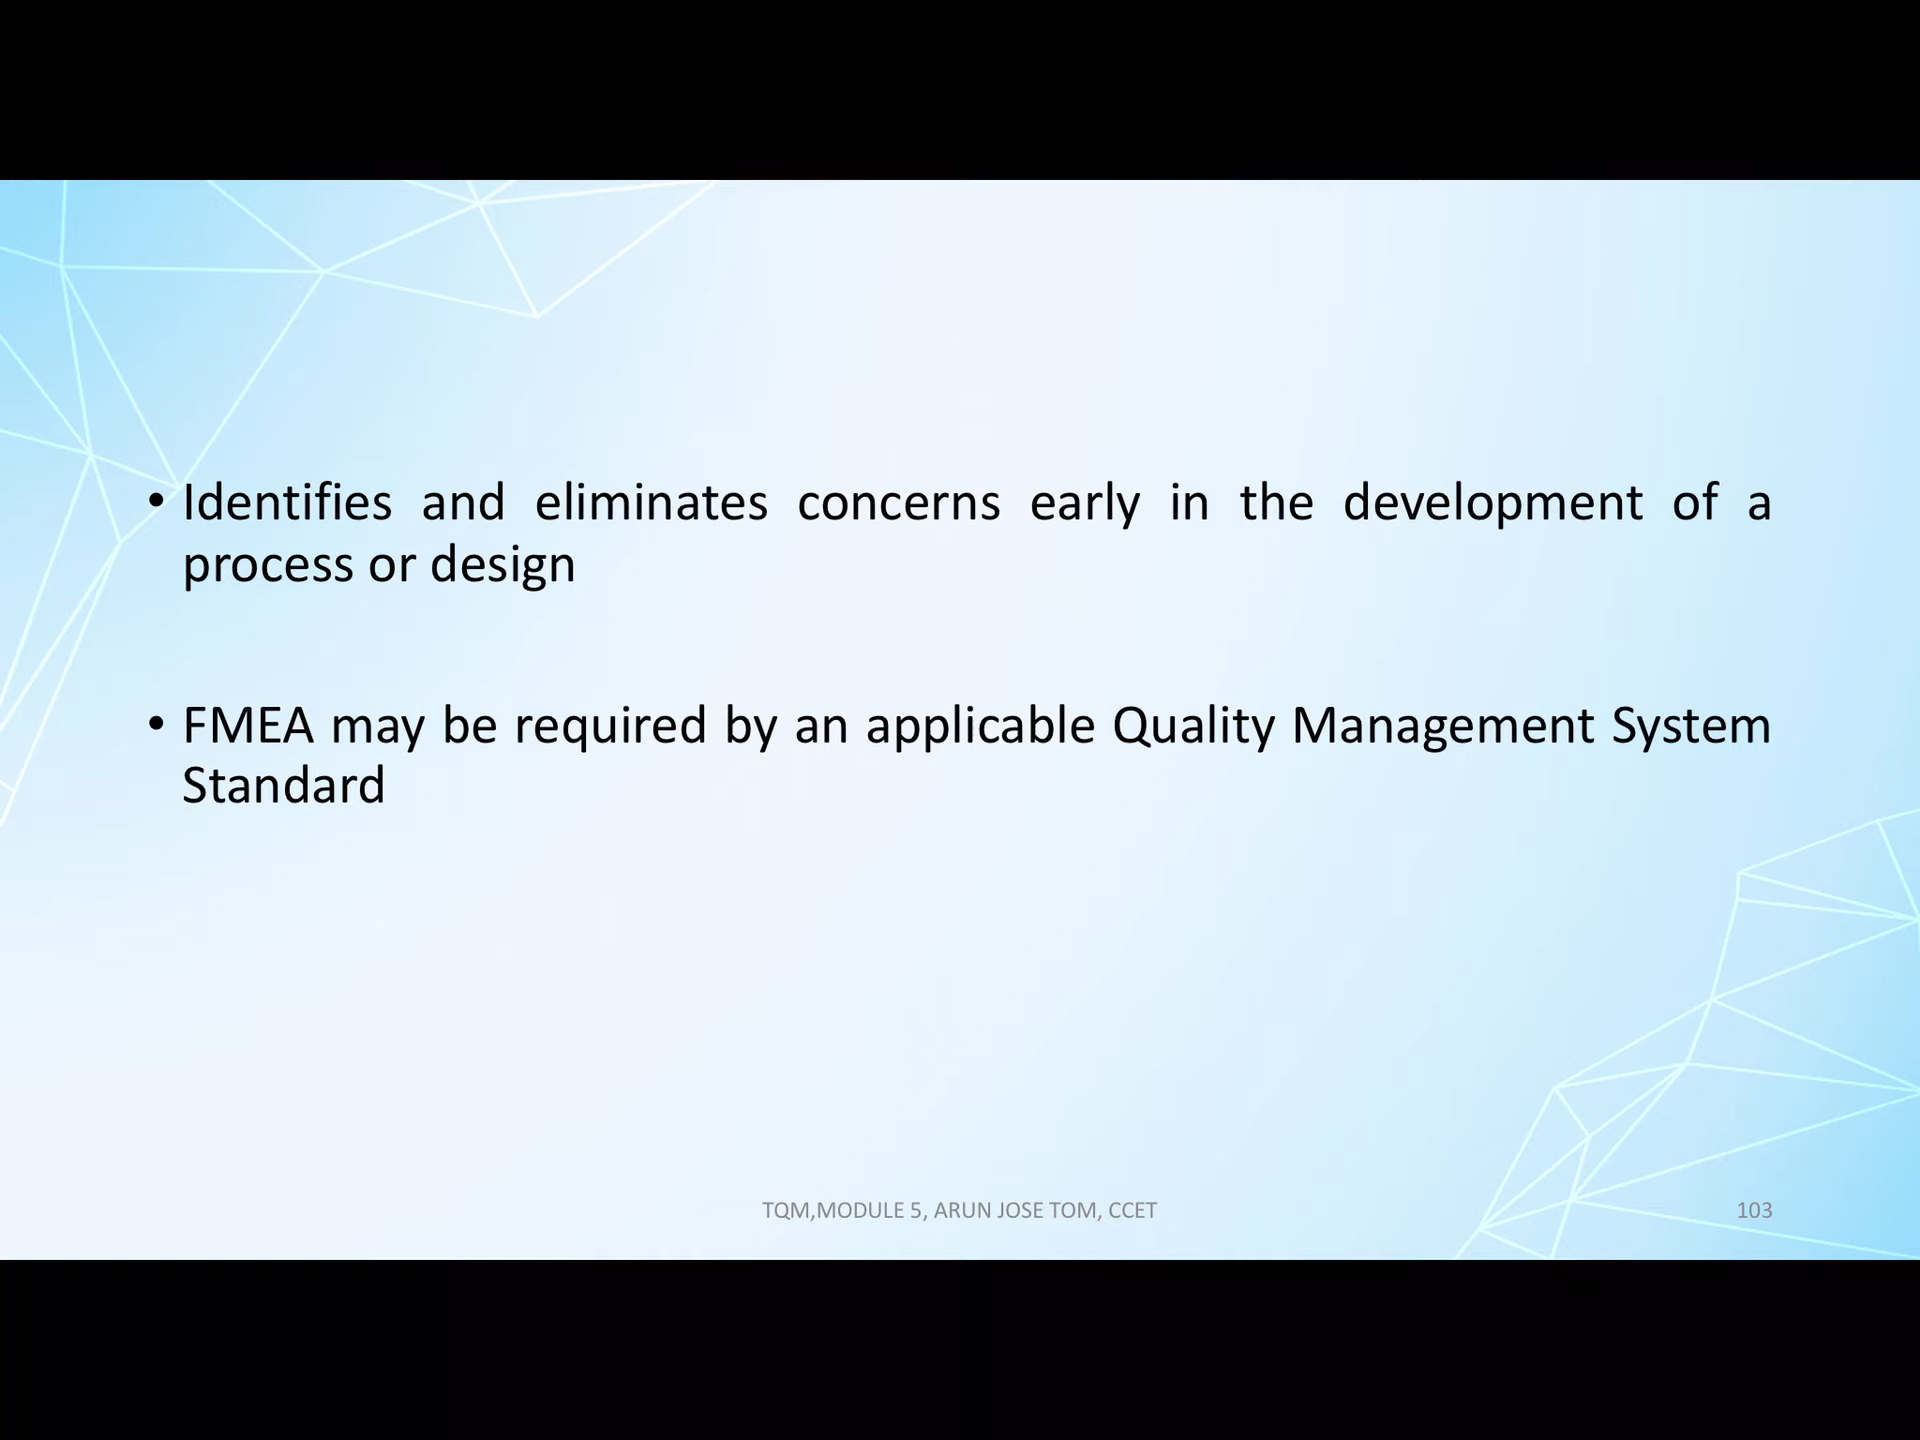 • Identifies and eliminates concerns early in the development of a
process or design
• FMEA may be required by an applicable Quality Management System
Standard
TQM,MODULE 5, ARUN JOSE TOM, CCET
103